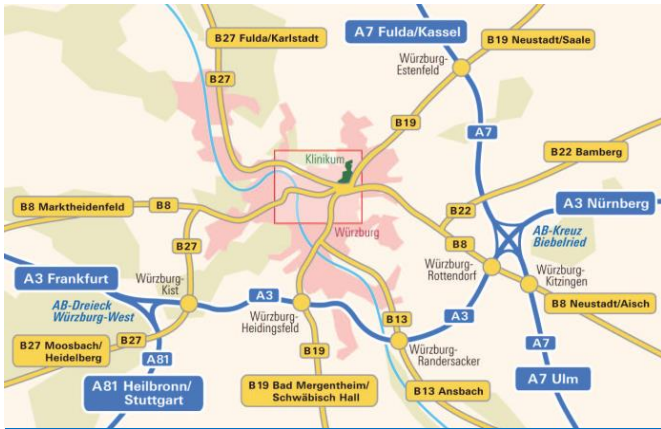 B27 Fulda/Karlstadt
A7 Fulda/Kassel
B19 Neustadt/Saale
Würzburg-
Estenfeld
B27
B19
A7
B22 Bamberg
Klinikum
B8 Marktheidenfeld
B8
B22
A3 Nürnberg
Würzburg
B27
B8
AB-Kreuz
Biebelried
A3 Frankfurt
Würzburg-
Kist
Würzburg-
Rottendorf
Würzburg-
Kitzingen
AB-Dreieck
Würzburg-West
A3
Würzburg-
Heidingsfeld
B13
A3
B8 Neustadt/Aisch
B27 Moosbach/
Heidelberg
B27
A81
B19
Würzburg-
Randersacker
A7
A81 Heilbronn/
Stuttgart
B19 Bad Mergentheim/
Schwäbisch Hall
B13 Ansbach
A7 Ulm